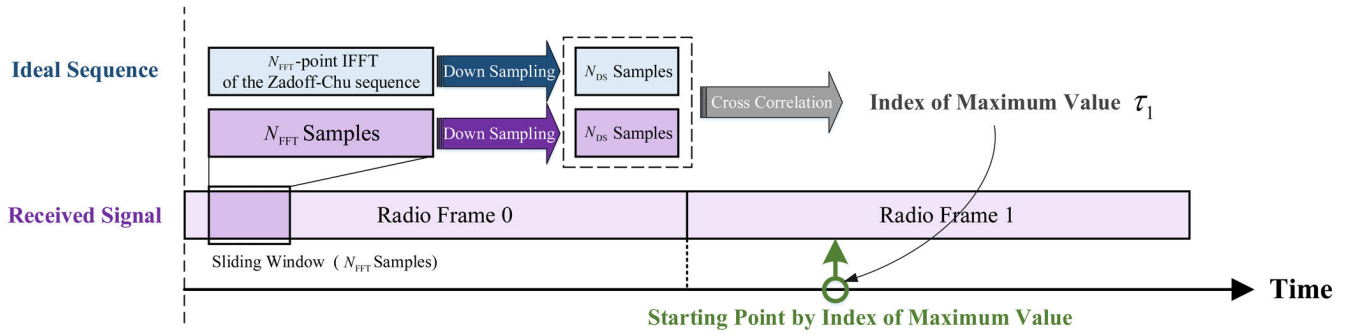 Ideal Sequence
N_FFT-point IFFT
of the Zadoff-Chu sequence
Down Sampling
N_DS Samples
N_FFT Samples
Down Sampling
N_DS Samples
Cross Correlation
Index of Maximum Value τ_1
Received Signal
Radio Frame 0
Radio Frame 1
Sliding Window ( N_FFT Samples)
Time
Starting Point by Index of Maximum Value